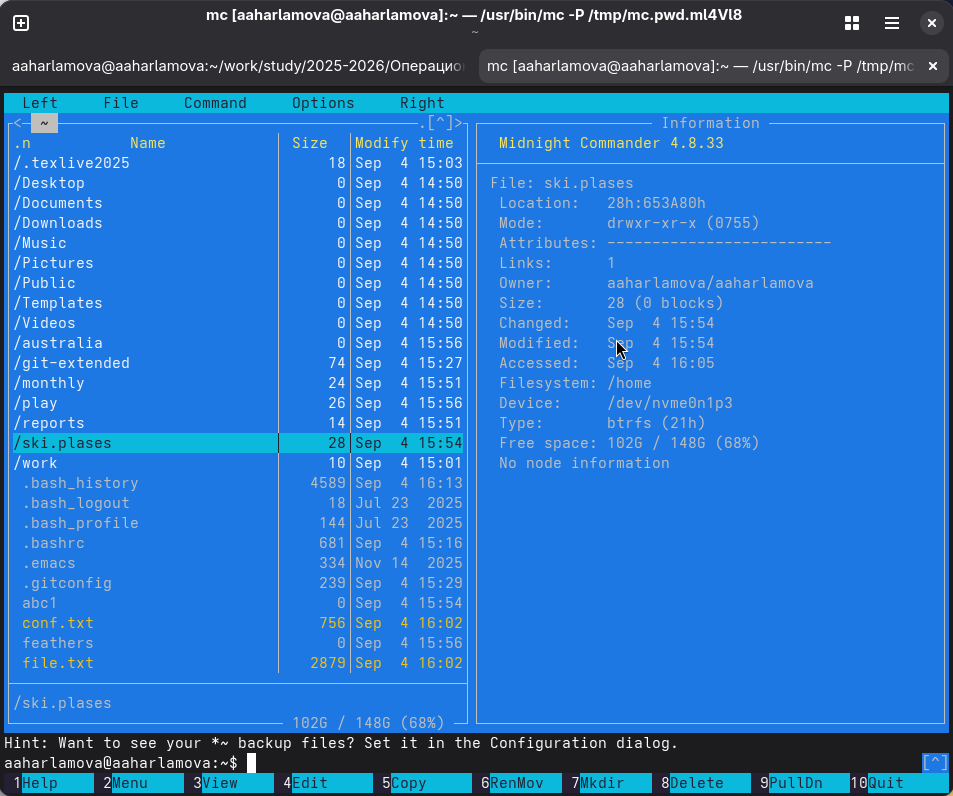 mc [aaharlamova@aaharlamova]:~ — /usr/bin/mc -P /tmp/mc.pwd.ml4Vl8
~
aaharlamova@aaharlamova:~/work/study/2025-2026/Операцио
mc [aaharlamova@aaharlamova]:~ — /usr/bin/mc -P /tmp/mc
Left File Command Options Right
<─ ~ .[^]>
.n Name Size Modify time
/.texlive2025 18 Sep 4 15:03
/Desktop 0 Sep 4 14:50
/Documents 0 Sep 4 14:50
/Downloads 0 Sep 4 14:50
/Music 0 Sep 4 14:50
/Pictures 0 Sep 4 14:50
/Public 0 Sep 4 14:50
/Templates 0 Sep 4 14:50
/Videos 0 Sep 4 14:50
/australia 0 Sep 4 15:56
/git-extended 74 Sep 4 15:27
/monthly 24 Sep 4 15:51
/play 26 Sep 4 15:56
/reports 14 Sep 4 15:51
/ski.plases 28 Sep 4 15:54
/work 10 Sep 4 15:01
.bash_history 4589 Sep 4 16:13
.bash_logout 18 Jul 23 2025
.bash_profile 144 Jul 23 2025
.bashrc 681 Sep 4 15:16
.emacs 334 Nov 14 2025
.gitconfig 239 Sep 4 15:29
abc1 0 Sep 4 15:54
conf.txt 756 Sep 4 16:02
feathers 0 Sep 4 15:56
file.txt 2879 Sep 4 16:02
/ski.plases
102G / 148G (68%)
Information
Midnight Commander 4.8.33
File: ski.plases
Location: 28h:653A80h
Mode: drwxr-xr-x (0755)
Attributes: -------------------------
Links: 1
Owner: aaharlamova/aaharlamova
Size: 28 (0 blocks)
Changed: Sep 4 15:54
Modified: Sep 4 15:54
Accessed: Sep 4 16:05
Filesystem: /home
Device: /dev/nvme0n1p3
Type: btrfs (21h)
Free space: 102G / 148G (68%)
No node information
Hint: Want to see your *~ backup files? Set it in the Configuration dialog.
aaharlamova@aaharlamova:~$ [^]
1Help 2Menu 3View 4Edit 5Copy 6RenMov 7Mkdir 8Delete 9PullDn 10Quit